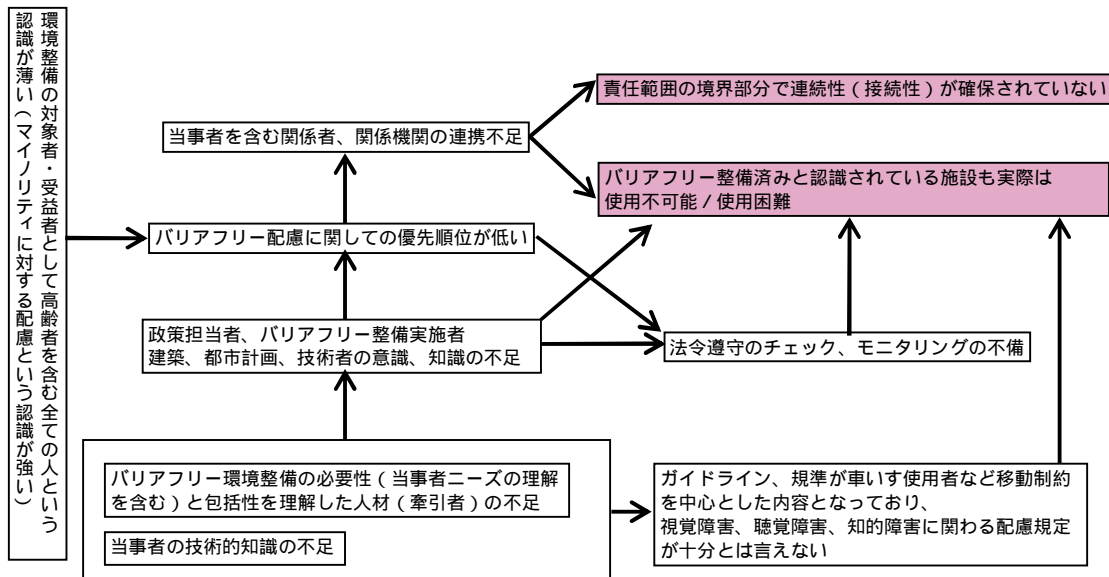 環境整備の対象者・受益者として高齢者を含む全ての人という
認識が薄い（マイノリティに対する配慮という認識が強い）
責任範囲の境界部分で連続性（接続性）が確保されていない
当事者を含む関係者、関係機関の連携不足
バリアフリー整備済みと認識されている施設も実際は
使用不可能／使用困難
バリアフリー配慮に関しての優先順位が低い
政策担当者、バリアフリー整備実施者
建築、都市計画、技術者の意識、知識の不足
法令遵守のチェック、モニタリングの不備
バリアフリー環境整備の必要性（当事者ニーズの理解
を含む）と包括性を理解した人材（牽引者）の不足
当事者の技術的知識の不足
ガイドライン、規準が車いす使用者など移動制約
を中心とした内容となっており、
視覚障害、聴覚障害、知的障害に関わる配慮規定
が十分とは言えない